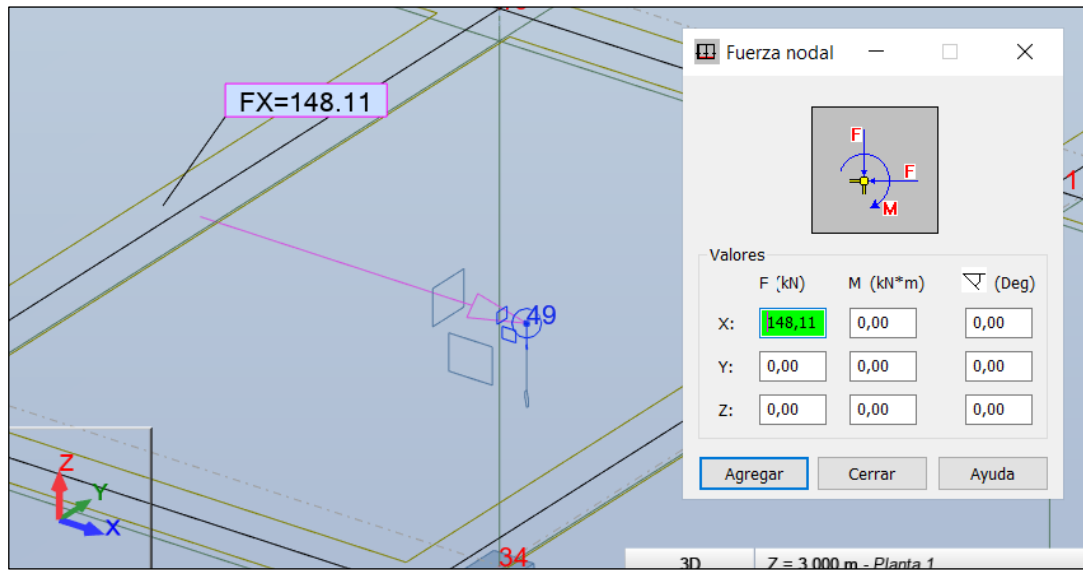 FX=148.11
49
34
1
Z
Y
X
Fuerza nodal
F
F
M
Valores
F (kN) M (kN*m) (Deg)
X: 148,11 0,00 0,00
Y: 0,00 0,00 0,00
Z: 0,00 0,00 0,00
Agregar Cerrar Ayuda
3D Z = 3.000 m - Planta 1